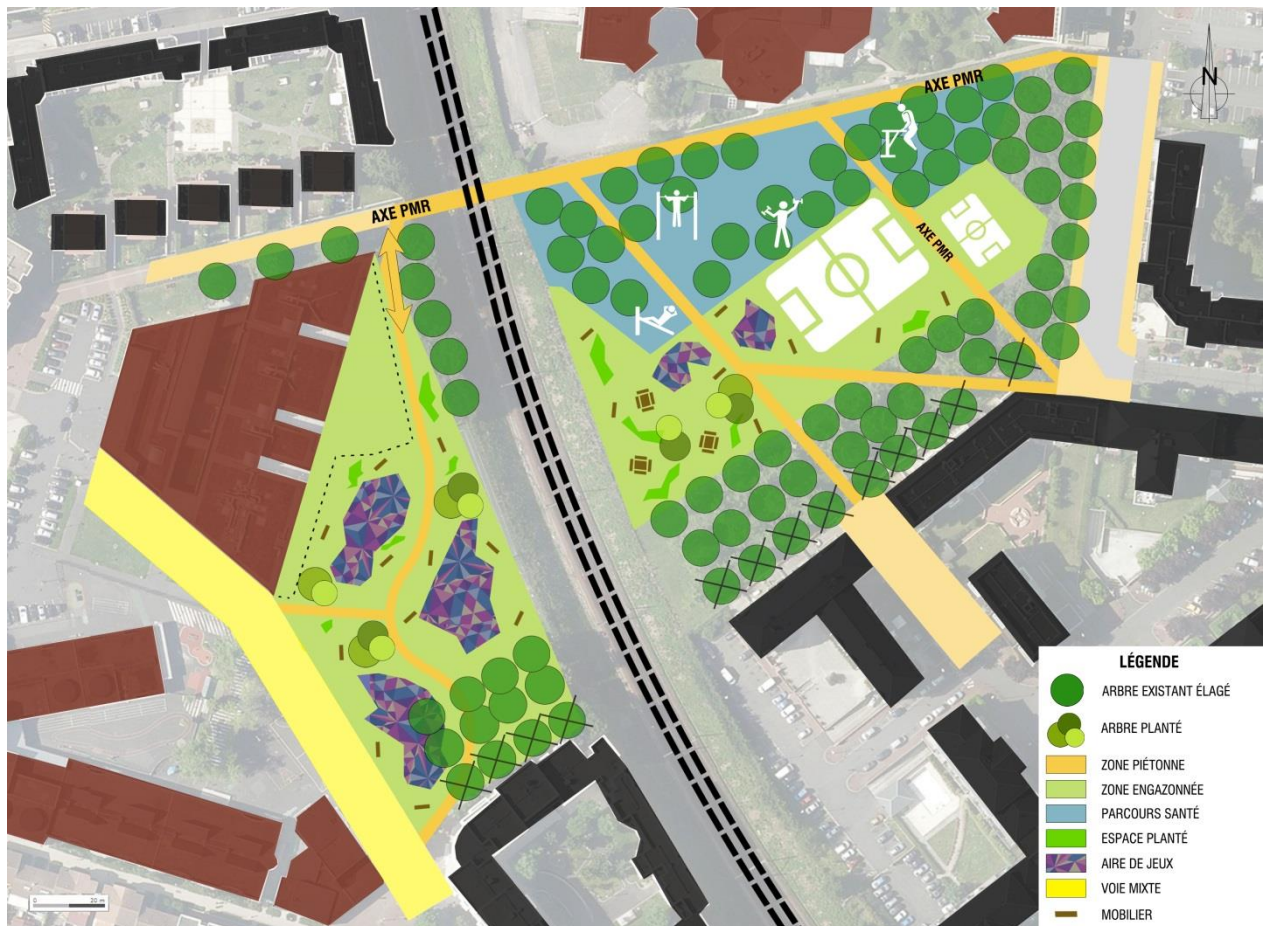 N
AXE PMR
AXE PMR
AXE PMR
LÉGENDE
ARBRE EXISTANT ÉLAGÉ
ARBRE PLANTÉ
ZONE PIÉTONNE
ZONE ENGAZONNÉE
PARCOURS SANTÉ
ESPACE PLANTÉ
AIRE DE JEUX
VOIE MIXTE
MOBILIER
0 20 m